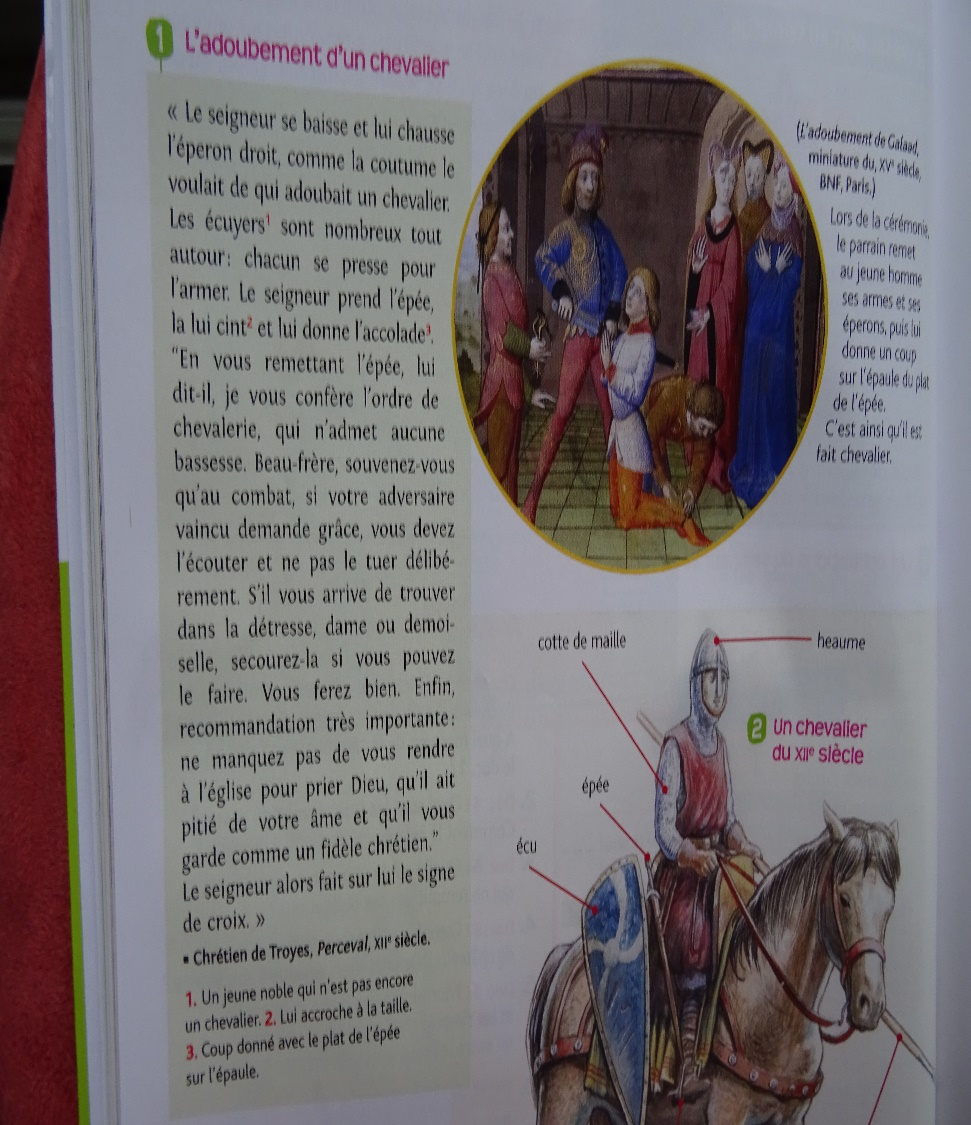 1 L'adoubement d'un chevalier
« Le seigneur se baisse et lui chausse
l'éperon droit, comme la coutume le
voulait de qui adoubait un chevalier.
Les écuyers¹ sont nombreux tout
autour : chacun se presse pour
l'armer. Le seigneur prend l'épée,
la lui cint² et lui donne l'accolade³.
"En vous remettant l'épée, lui
dit-il, je vous confère l'ordre de
chevalerie, qui n'admet aucune
bassesse. Beau-frère, souvenez-vous
qu'au combat, si votre adversaire
vaincu demande grâce, vous devez
l'écouter et ne pas le tuer délibé-
rement. S'il vous arrive de trouver
dans la détresse, dame ou demoi-
selle, secourez-la si vous pouvez
le faire. Vous ferez bien. Enfin,
recommandation très importante :
ne manquez pas de vous rendre
à l'église pour prier Dieu, qu'il ait
pitié de votre âme et qu'il vous
garde comme un fidèle chrétien."
Le seigneur alors fait sur lui le signe
de croix. »
▪ Chrétien de Troyes, Perceval, XIIe siècle.
1. Un jeune noble qui n'est pas encore
un chevalier. 2. Lui accroche à la taille.
3. Coup donné avec le plat de l'épée
sur l'épaule.
(L'adoubement de Galaad,
miniature du, XVe siècle,
BNF, Paris,)
Lors de la cérémonie,
le parrain remet
au jeune homme
ses armes et ses
éperons, puis lui
donne un coup
sur l'épaule du plat
de l'épée.
C'est ainsi qu'il est
fait chevalier.
cotte de maille
heaume
2 Un chevalier
du XIIe siècle
épée
écu